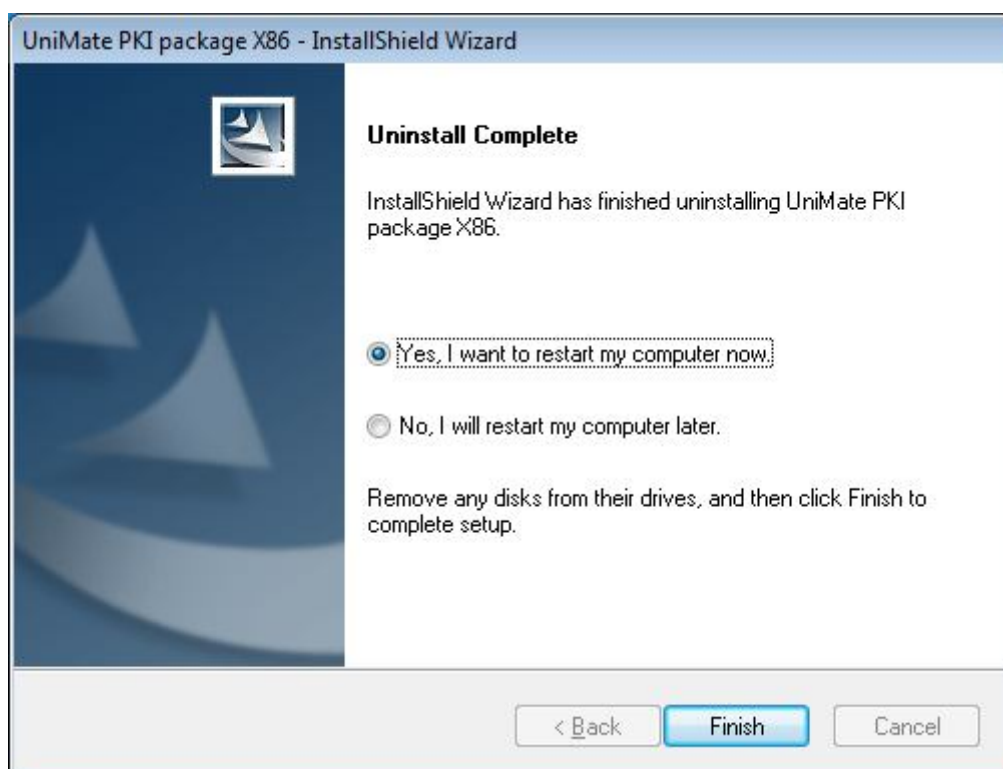 UniMate PKI package X86 - InstallShield Wizard
Uninstall Complete
InstallShield Wizard has finished uninstalling UniMate PKI
package X86.
Yes, I want to restart my computer now.
No, I will restart my computer later.
Remove any disks from their drives, and then click Finish to
complete setup.
< Back
Finish
Cancel